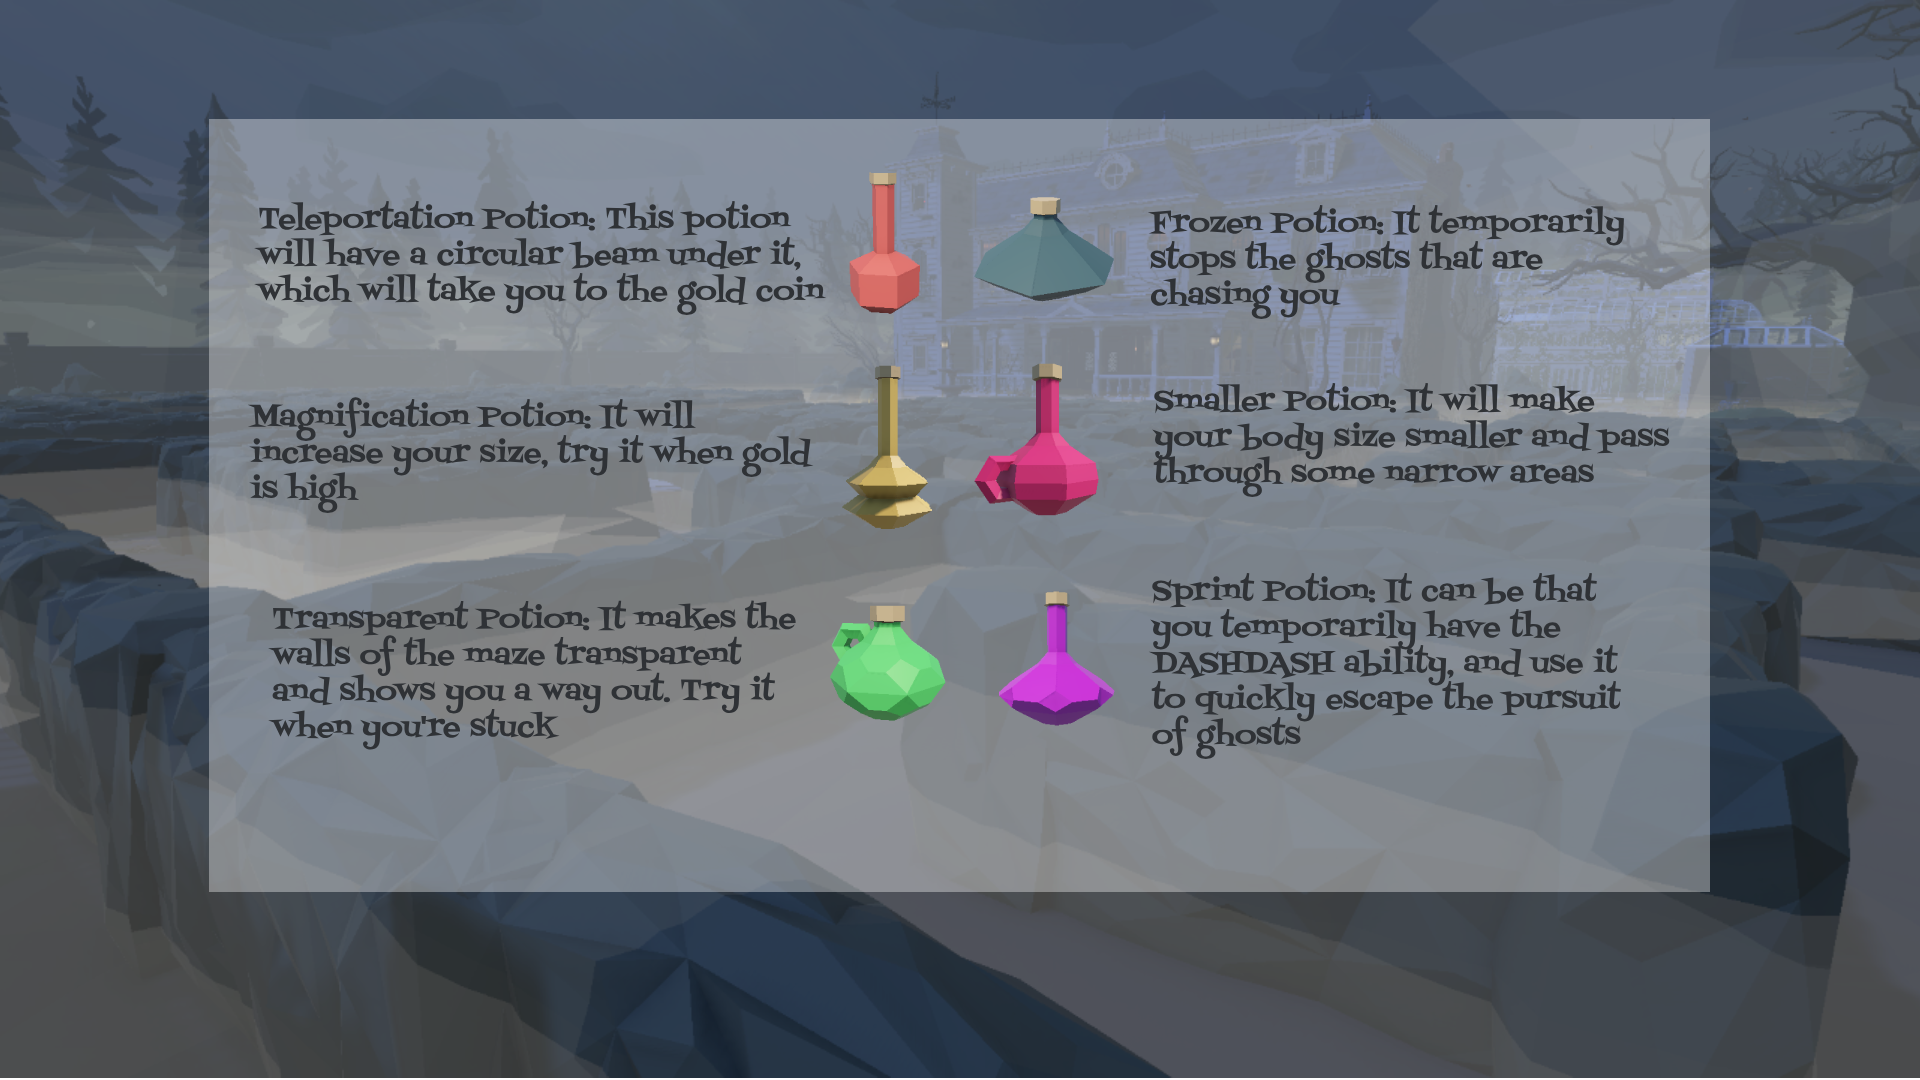 Teleportation Potion: This potion
will have a circular beam under it,
which will take you to the gold coin
Frozen Potion: It temporarily
stops the ghosts that are
chasing you
Magnification Potion: It will
increase your size, try it when gold
is high
Smaller Potion: It will make
your body size smaller and pass
through some narrow areas
Transparent Potion: It makes the
walls of the maze transparent
and shows you a way out. Try it
when you're stuck
Sprint Potion: It can be that
you temporarily have the
DASHDASH ability, and use it
to quickly escape the pursuit
of ghosts